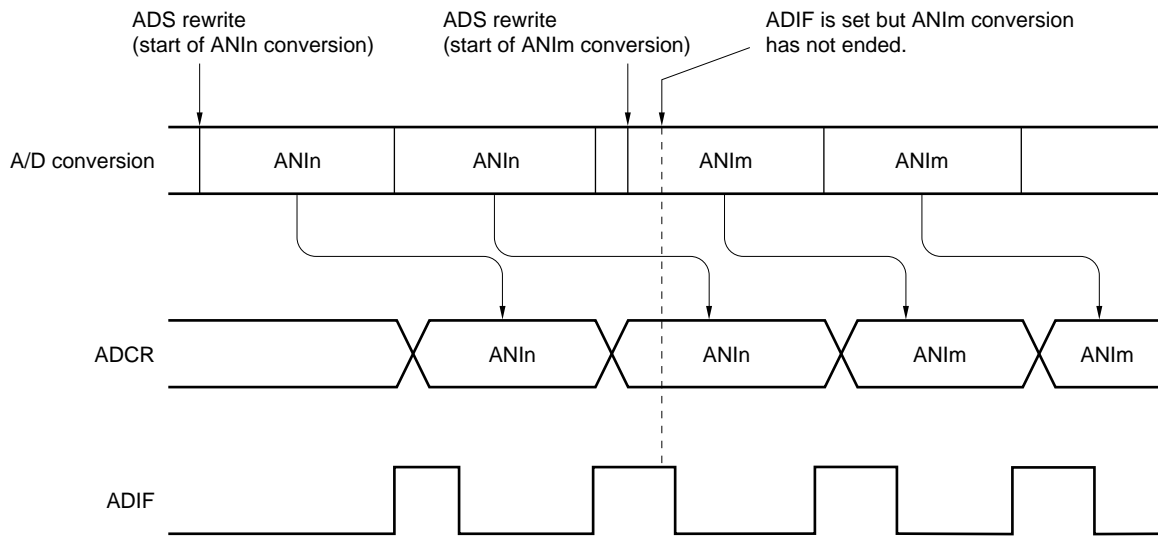 ADS rewrite
(start of ANIn conversion)
ADS rewrite
(start of ANIm conversion)
ADIF is set but ANIm conversion
has not ended.
A/D conversion
ANIn
ANIn
ANIm
ANIm
ADCR
ANIn
ANIn
ANIm
ANIm
ADIF